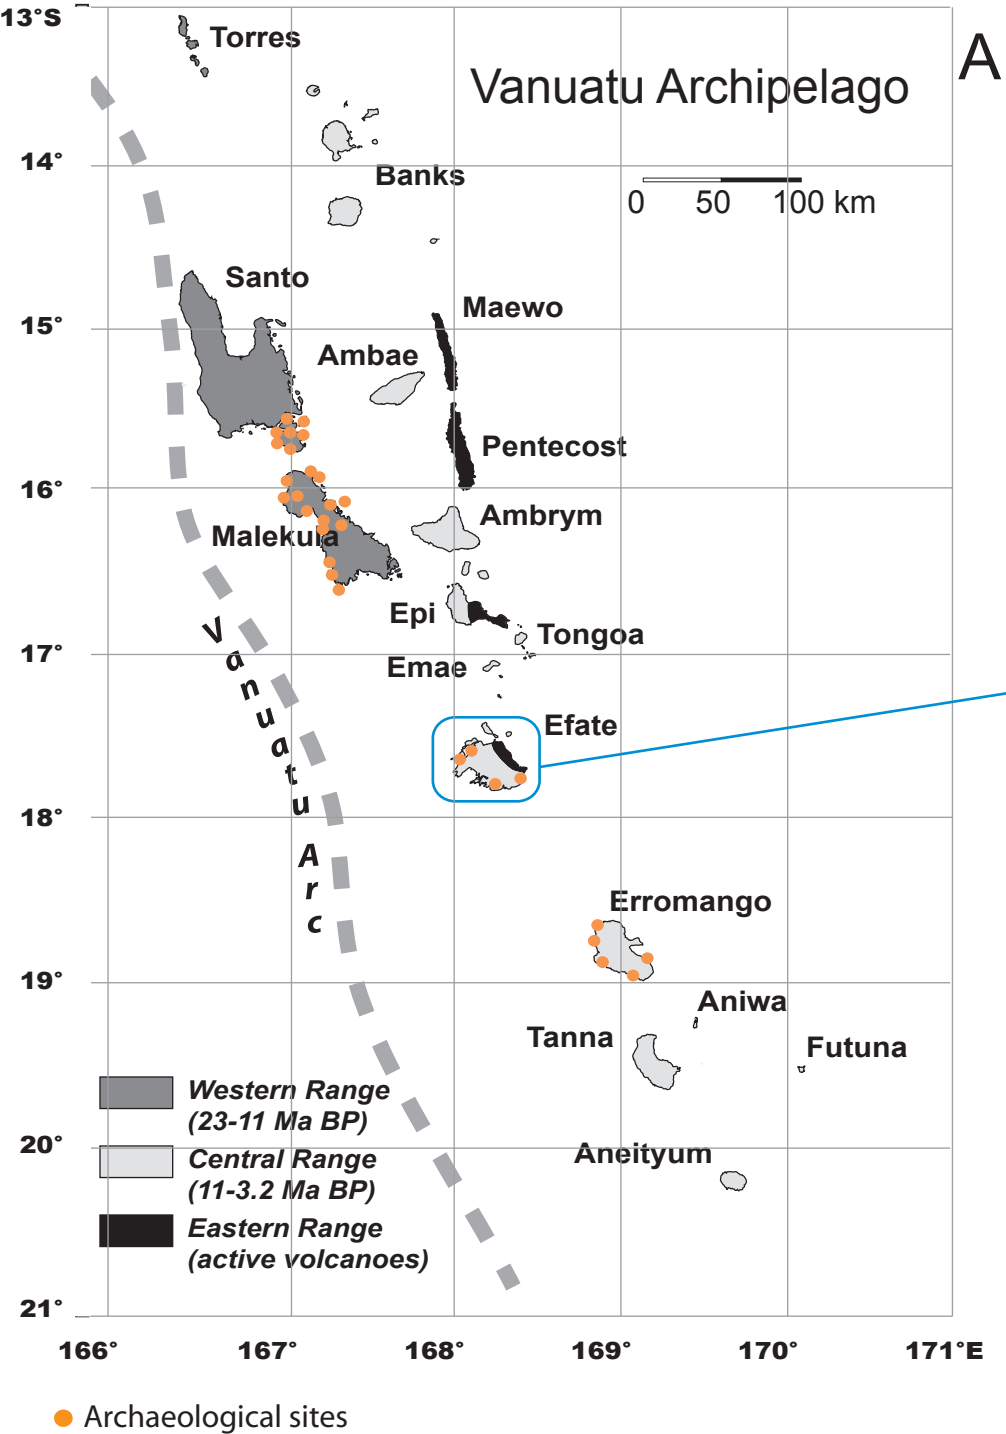 13°S
Torres
A
Vanuatu Archipelago
14°
Banks
0 50 100 km
Santo
Maewo
15°
Ambae
Pentecost
16°
Ambrym
Malekula
Epi
Tongoa
17°
Emae
Efate
Vanuatu Arc
18°
Erromango
19°
Aniwa
Tanna
Futuna
Western Range
(23-11 Ma BP)
20°
Aneityum
Central Range
(11-3.2 Ma BP)
Eastern Range
(active volcanoes)
21°
166° 167° 168° 169° 170° 171°E
Archaeological sites